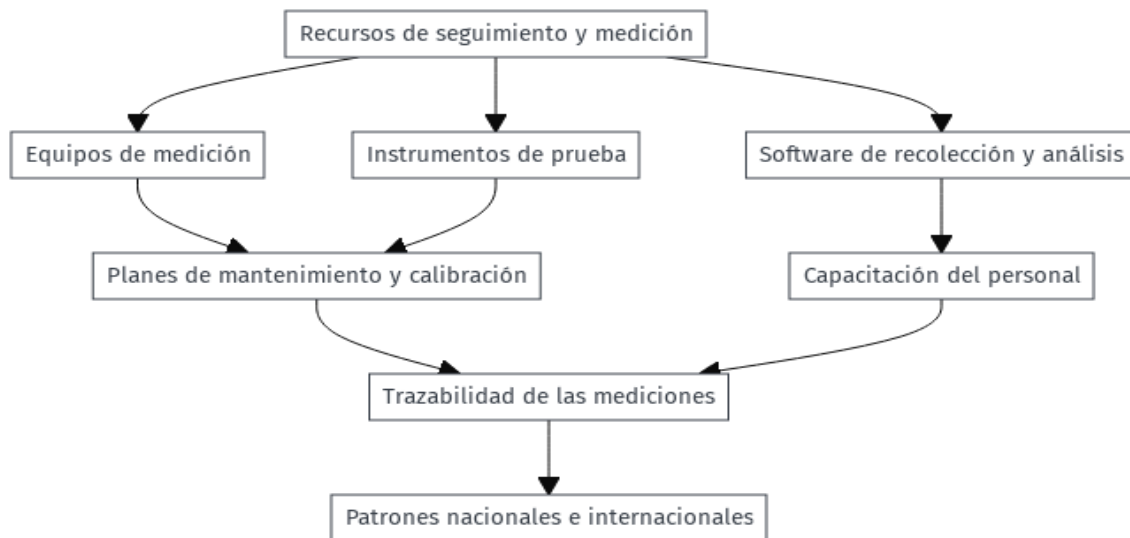 Recursos de seguimiento y medición
Equipos de medición
Instrumentos de prueba
Software de recolección y análisis
Planes de mantenimiento y calibración
Capacitación del personal
Trazabilidad de las mediciones
Patrones nacionales e internacionales